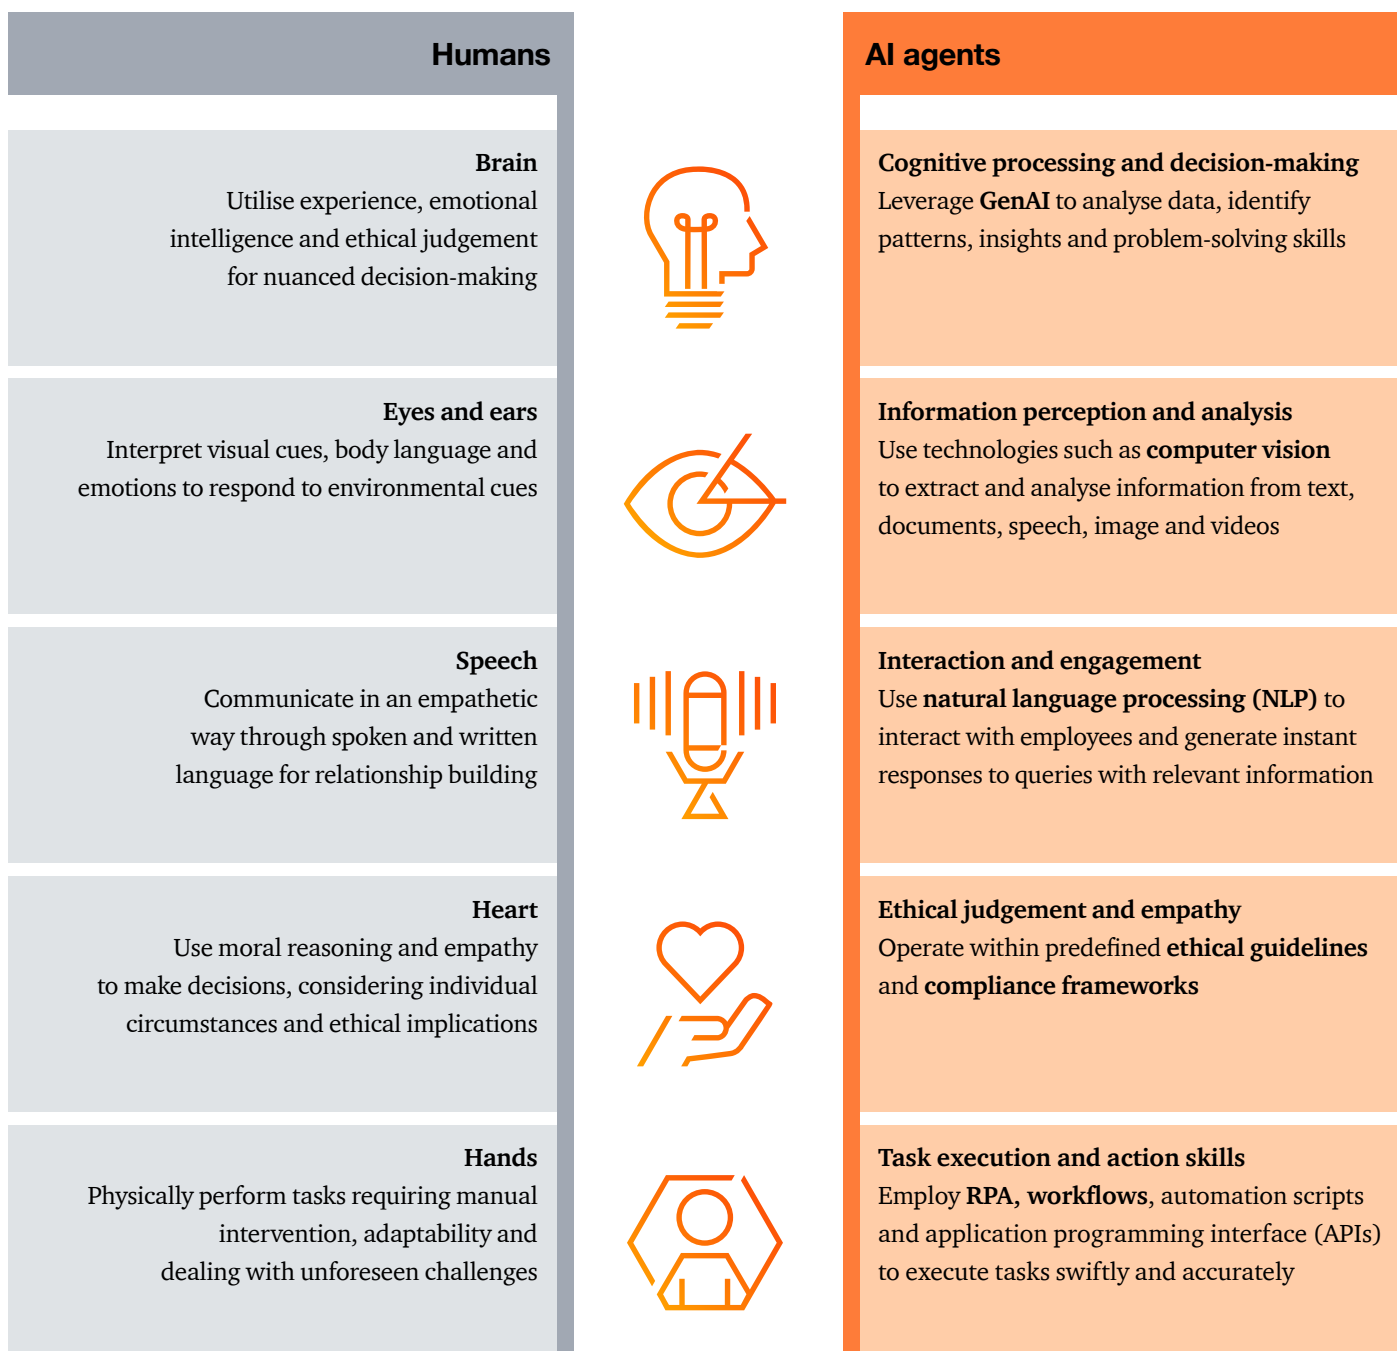 Humans
AI agents
Brain
Utilise experience, emotional
intelligence and ethical judgement
for nuanced decision-making
Cognitive processing and decision-making
Leverage GenAI to analyse data, identify
patterns, insights and problem-solving skills
Eyes and ears
Interpret visual cues, body language and
emotions to respond to environmental cues
Information perception and analysis
Use technologies such as computer vision
to extract and analyse information from text,
documents, speech, image and videos
Speech
Communicate in an empathetic
way through spoken and written
language for relationship building
Interaction and engagement
Use natural language processing (NLP) to
interact with employees and generate instant
responses to queries with relevant information
Heart
Use moral reasoning and empathy
to make decisions, considering individual
circumstances and ethical implications
Ethical judgement and empathy
Operate within predefined ethical guidelines
and compliance frameworks
Hands
Physically perform tasks requiring manual
intervention, adaptability and
dealing with unforeseen challenges
Task execution and action skills
Employ RPA, workflows, automation scripts
and application programming interface (APIs)
to execute tasks swiftly and accurately